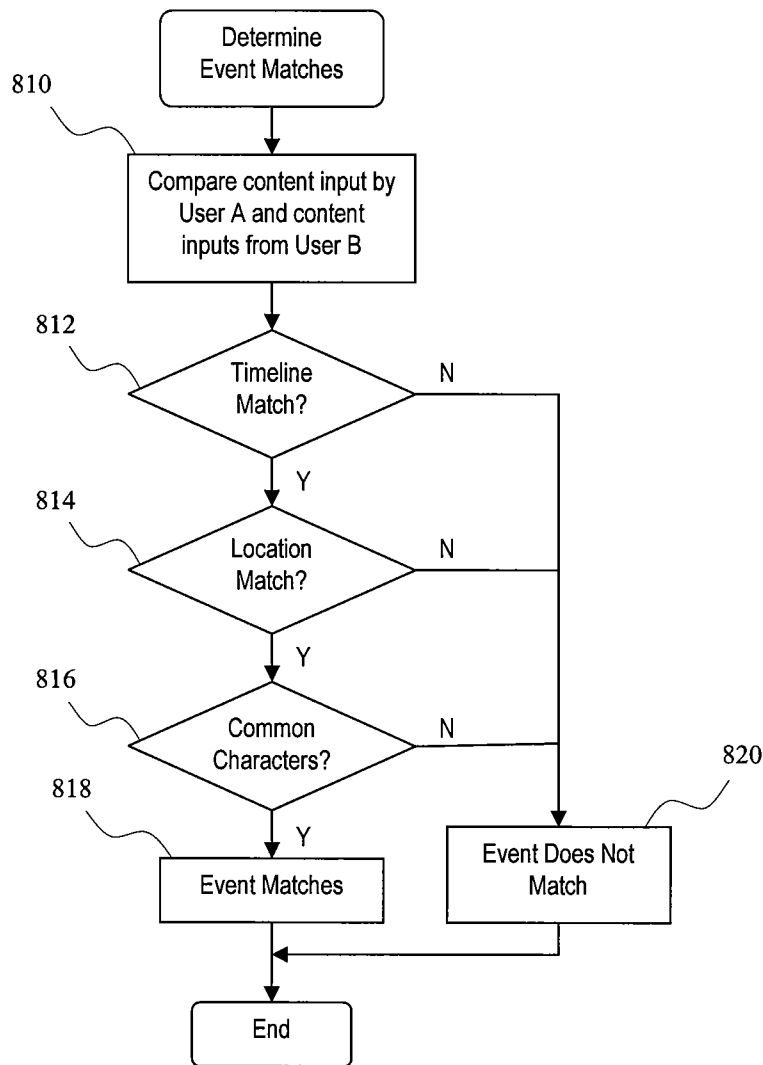 Determine
Event Matches
810
Compare content input by
User A and content
inputs from User B
812
Timeline
Match?
N
Y
814
Location
Match?
N
Y
816
Common
Characters?
N
Y
818
Event Matches
820
Event Does Not
Match
End